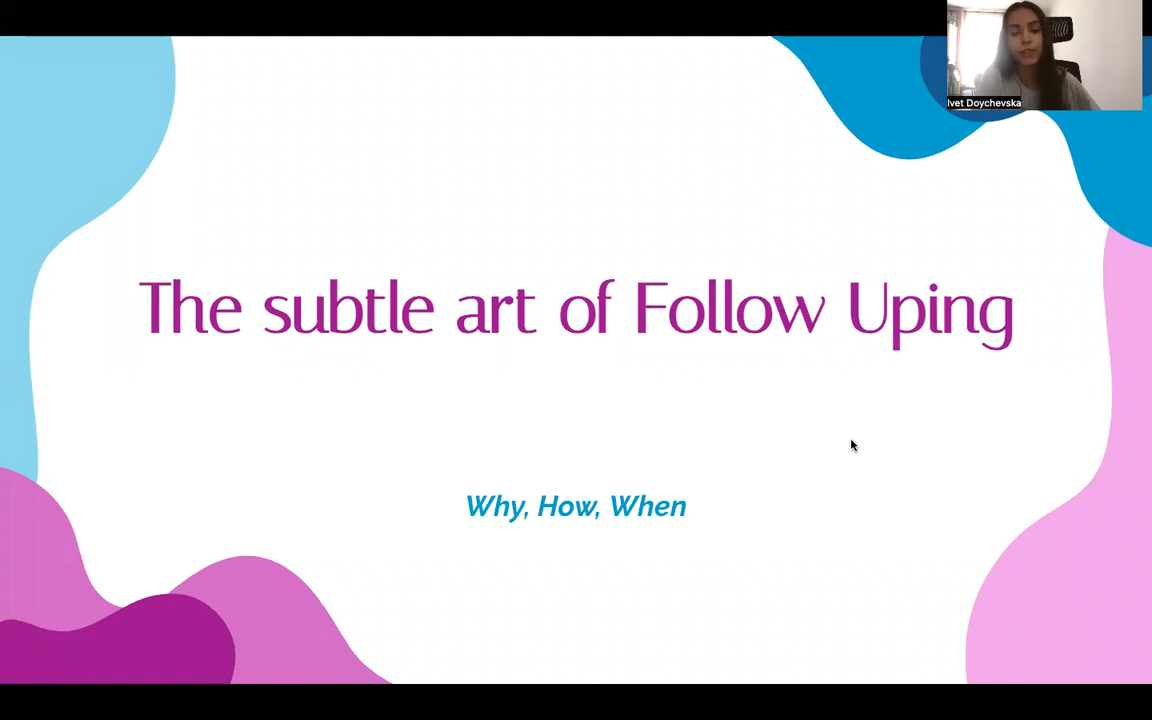 Ivet Doychevska
The subtle art of Follow Uping
Why, How, When